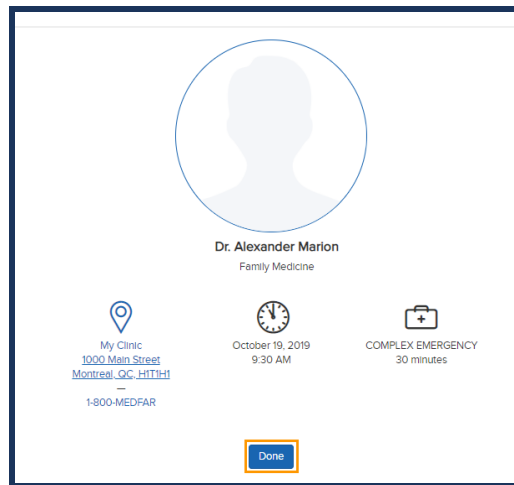 Dr. Alexander Marion
Family Medicine
My Clinic
1000 Main Street
Montreal, QC, H1T1H1
—
1-800-MEDFAR
October 19, 2019
9:30 AM
COMPLEX EMERGENCY
30 minutes
Done